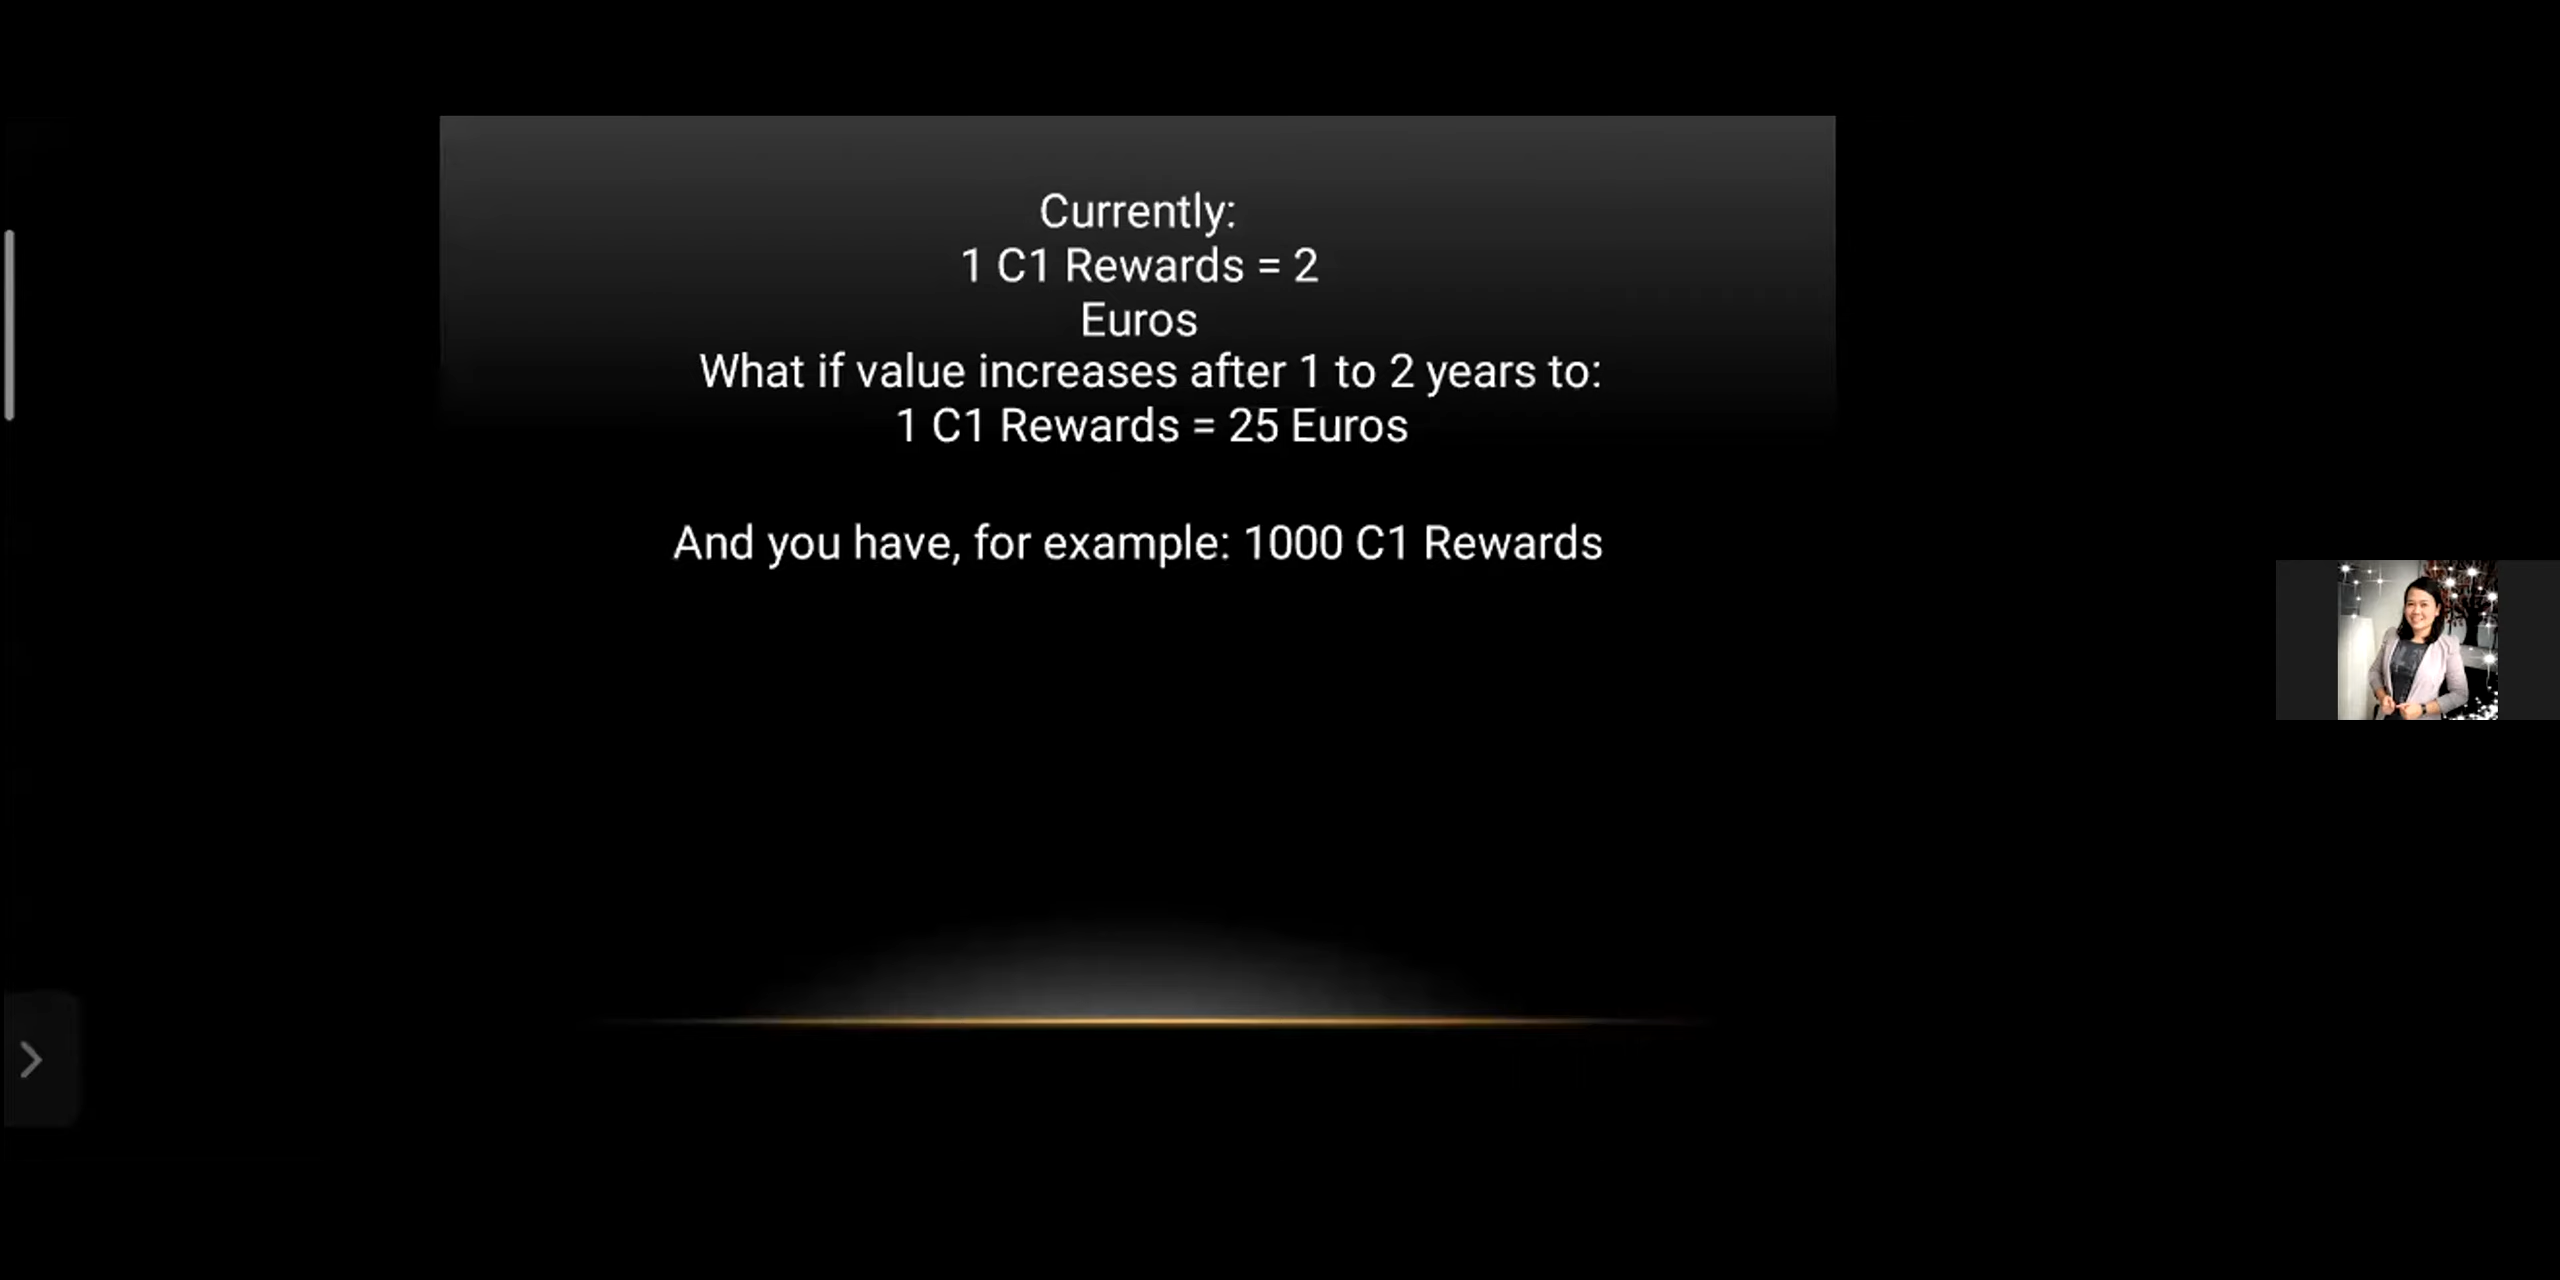 Currently:
1 C1 Rewards = 2
Euros
What if value increases after 1 to 2 years to:
1 C1 Rewards = 25 Euros
And you have, for example: 1000 C1 Rewards